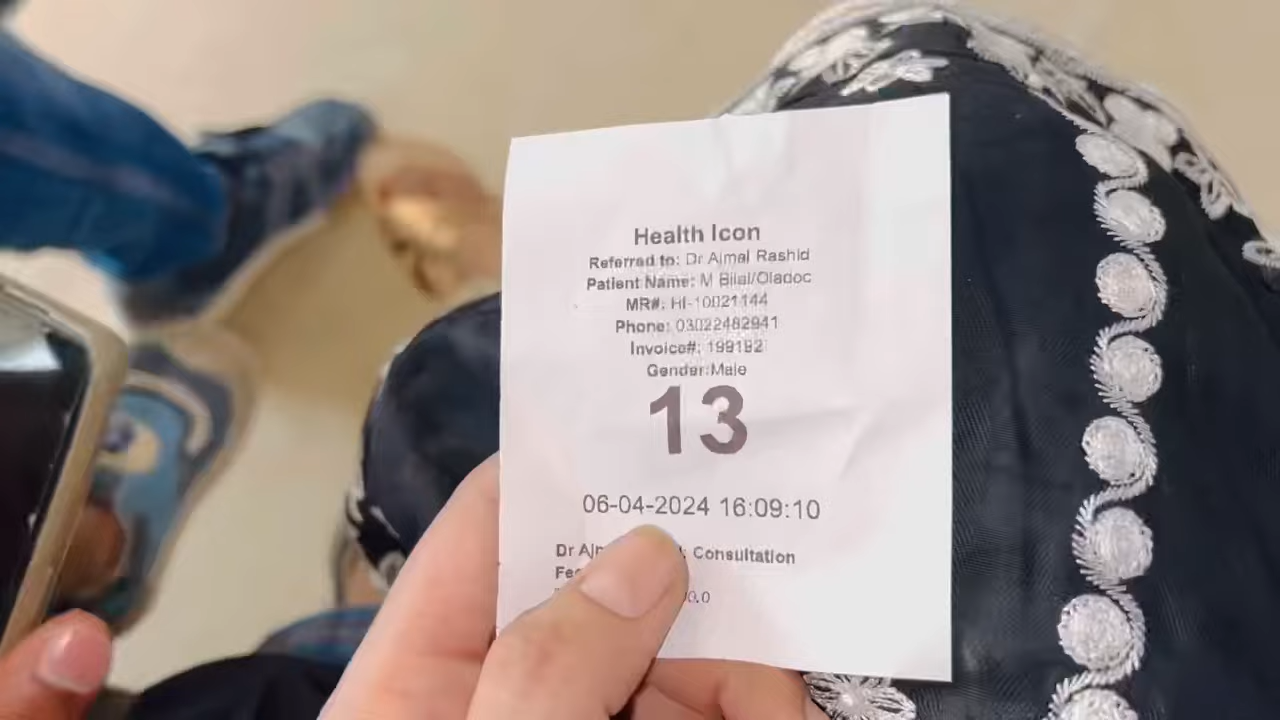 Health Icon
Referred to: Dr Ajmal Rashid
Patient Name: M Bilal/Oladoc
MR#: HI-10021144
Phone: 03022482941
Invoice#: 199192
Gender:Male
13
06-04-2024 16:09:10
Dr Consultation